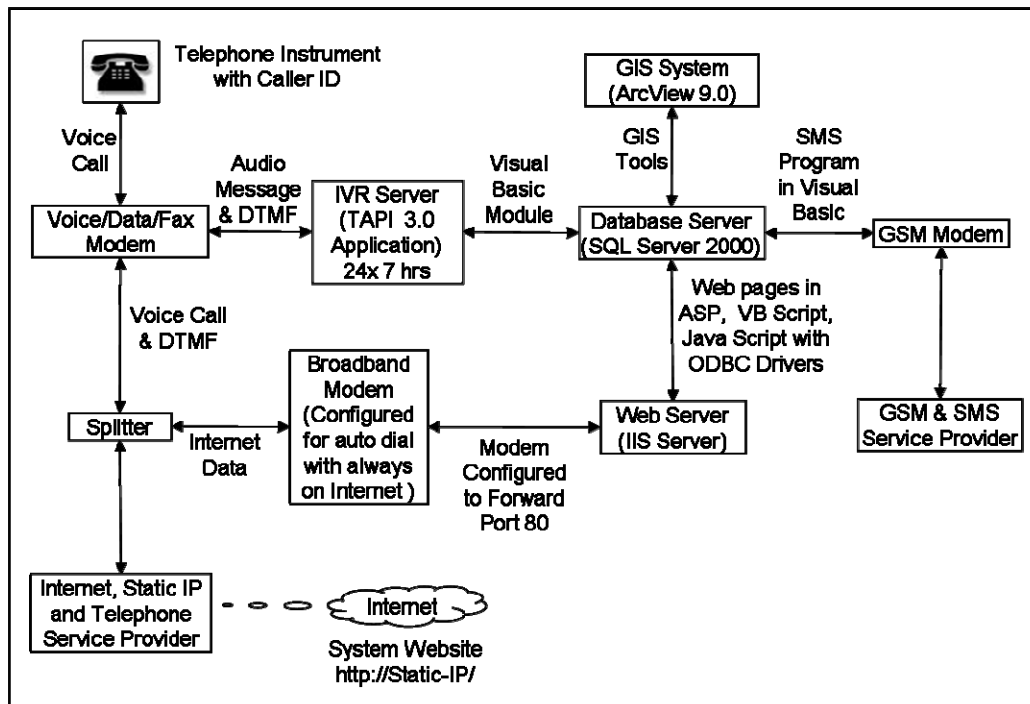 Telephone Instrument
with Caller ID
GIS System
(ArcView 9.0)
Voice
Call
Audio
Message
& DTMF
Visual
Basic
Module
GIS
Tools
SMS
Program
in Visual
Basic
Voice/Data/Fax
Modem
IVR Server
(TAPI 3.0
Application)
24x 7 hrs
Database Server
(SQL Server 2000)
GSM Modem
Voice Call
& DTMF
Web pages in
ASP, VB Script,
Java Script with
ODBC Drivers
Splitter
Internet
Data
Broadband
Modem
(Configured
for auto dial
with always
on Internet )
Modem
Configured
to Forward
Port 80
Web Server
(IIS Server)
GSM & SMS
Service Provider
Internet, Static IP
and Telephone
Service Provider
Internet
System Website
http://Static-IP/